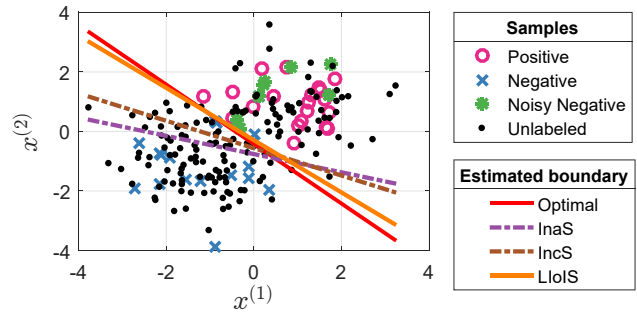 4
2
0
-2
-4
-4
-2
0
2
4
x^(1)
x^(2)
Samples
Positive
Negative
Noisy Negative
Unlabeled
Estimated boundary
Optimal
InaS
IncS
LIoIS